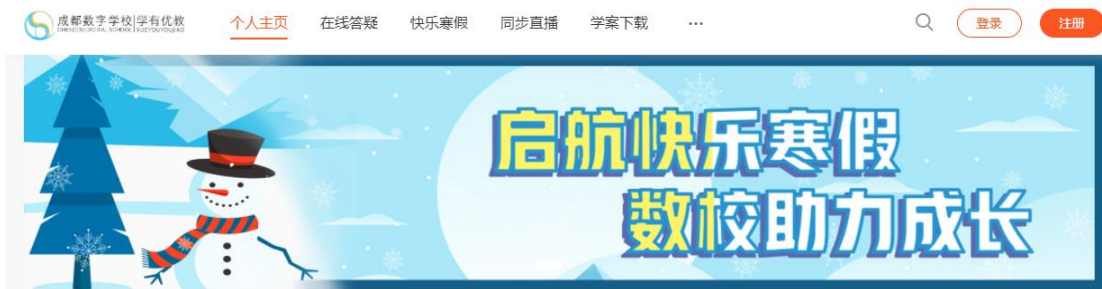 成都数字学校|学有优教
个人主页
在线答疑
快乐寒假
同步直播
学案下载
...
登录
注册
启航快乐寒假
数校助力成长